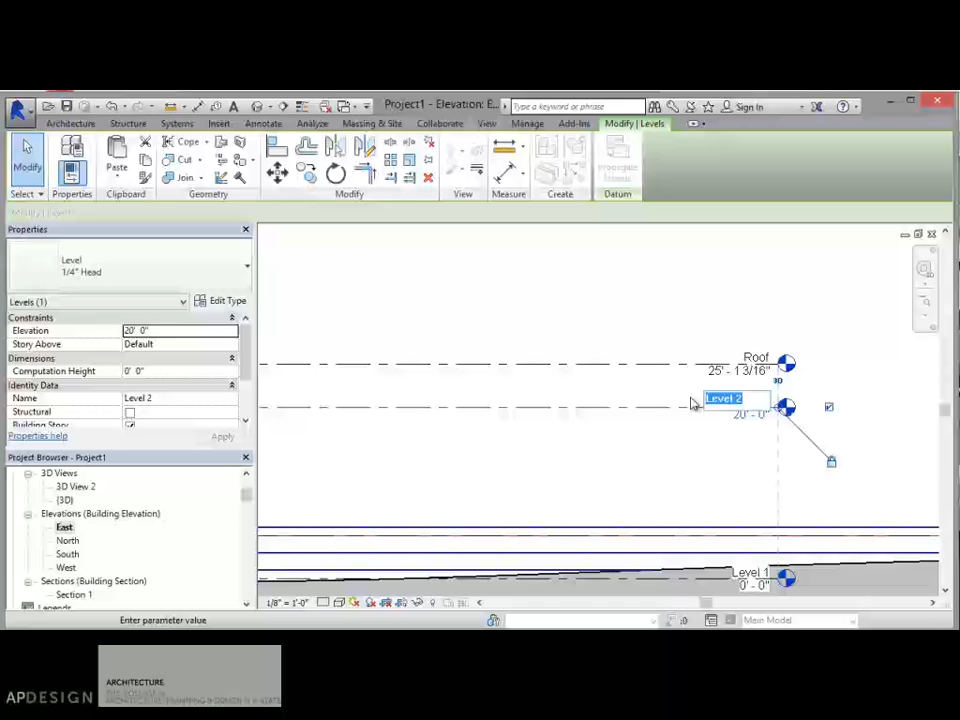 Project1 - Elevation: E...
Type a keyword or phrase
Sign In
Architecture Structure Systems Insert Annotate Analyze Massing & Site Collaborate View Manage Add-Ins Modify | Levels
Modify
Paste
Cope
Cut
Join
Select Properties Clipboard Geometry Modify View Measure Create Datum
Properties
Level
1/4" Head
Levels (1)
Edit Type
Constraints
Elevation 20' 0"
Story Above Default
Dimensions
Computation Height 0' 0"
Identity Data
Name Level 2
Structural
Building Story
Properties help
Apply
Project Browser - Project1
3D Views
3D View 2
{3D}
Elevations (Building Elevation)
East
North
South
West
Sections (Building Section)
Section 1
Legends
Roof
25' - 1 3/16"
3D
Level 2
20' - 0"
Level 1
0' - 0"
1/8" = 1'-0"
Enter parameter value
:0
Main Model
APDESIGN
ARCHITECTURE